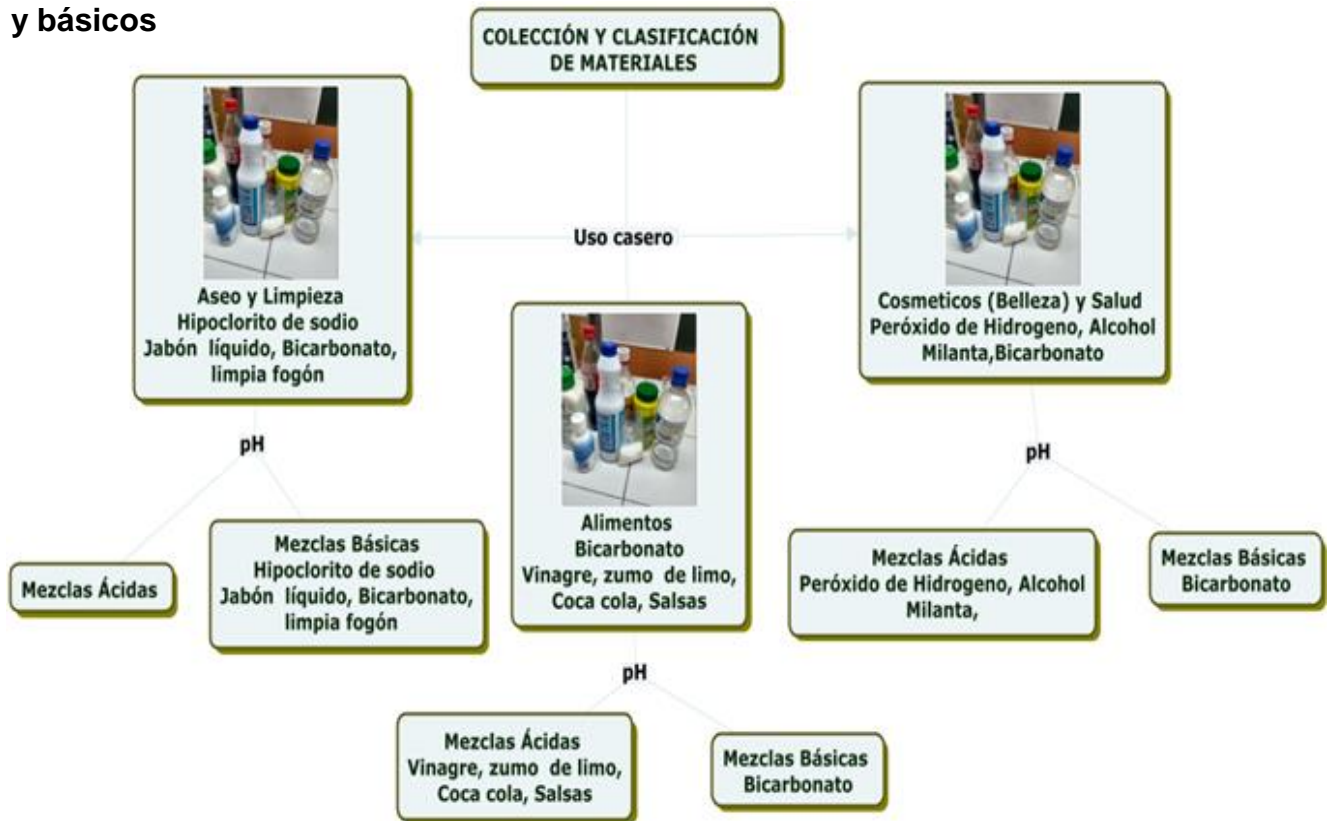 y básicos
COLECCIÓN Y CLASIFICACIÓN
DE MATERIALES
Uso casero
Aseo y Limpieza
Hipoclorito de sodio
Jabón líquido, Bicarbonato,
limpia fogón
pH
Mezclas Ácidas
Mezclas Básicas
Hipoclorito de sodio
Jabón líquido, Bicarbonato,
limpia fogón
Alimentos
Bicarbonato
Vinagre, zumo de limo,
Coca cola, Salsas
pH
Mezclas Ácidas
Vinagre, zumo de limo,
Coca cola, Salsas
Mezclas Básicas
Bicarbonato
Cosmeticos (Belleza) y Salud
Peróxido de Hidrogeno, Alcohol
Milanta,Bicarbonato
pH
Mezclas Ácidas
Peróxido de Hidrogeno, Alcohol
Milanta,
Mezclas Básicas
Bicarbonato